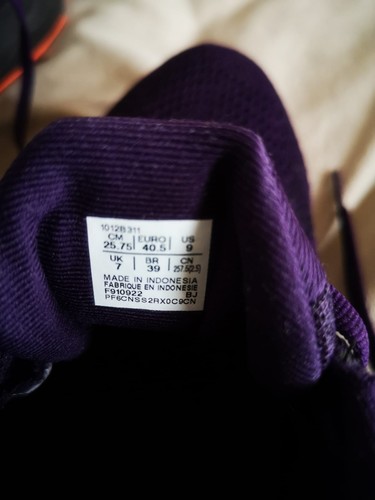 1012B311
CM EURO US
25.75 40.5 9
UK BR CN
7 39 257.5(2.5)
MADE IN INDONESIA
FABRIQUE EN INDONESIE
F910922 BJ
PF6CNSS2RX0C9CN